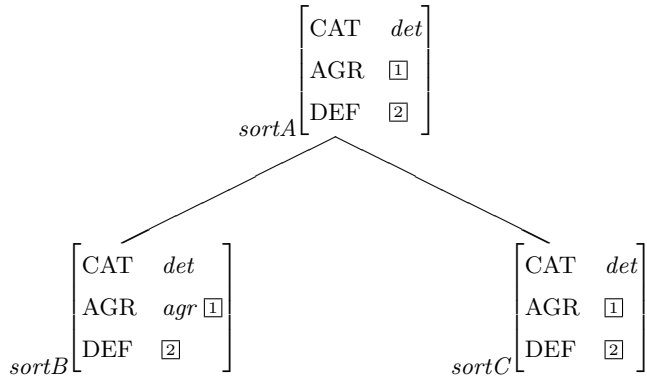 CAT det
AGR 1
DEF 2
sortA
CAT det
AGR agr 1
DEF 2
sortB
CAT det
AGR 1
DEF 2
sortC